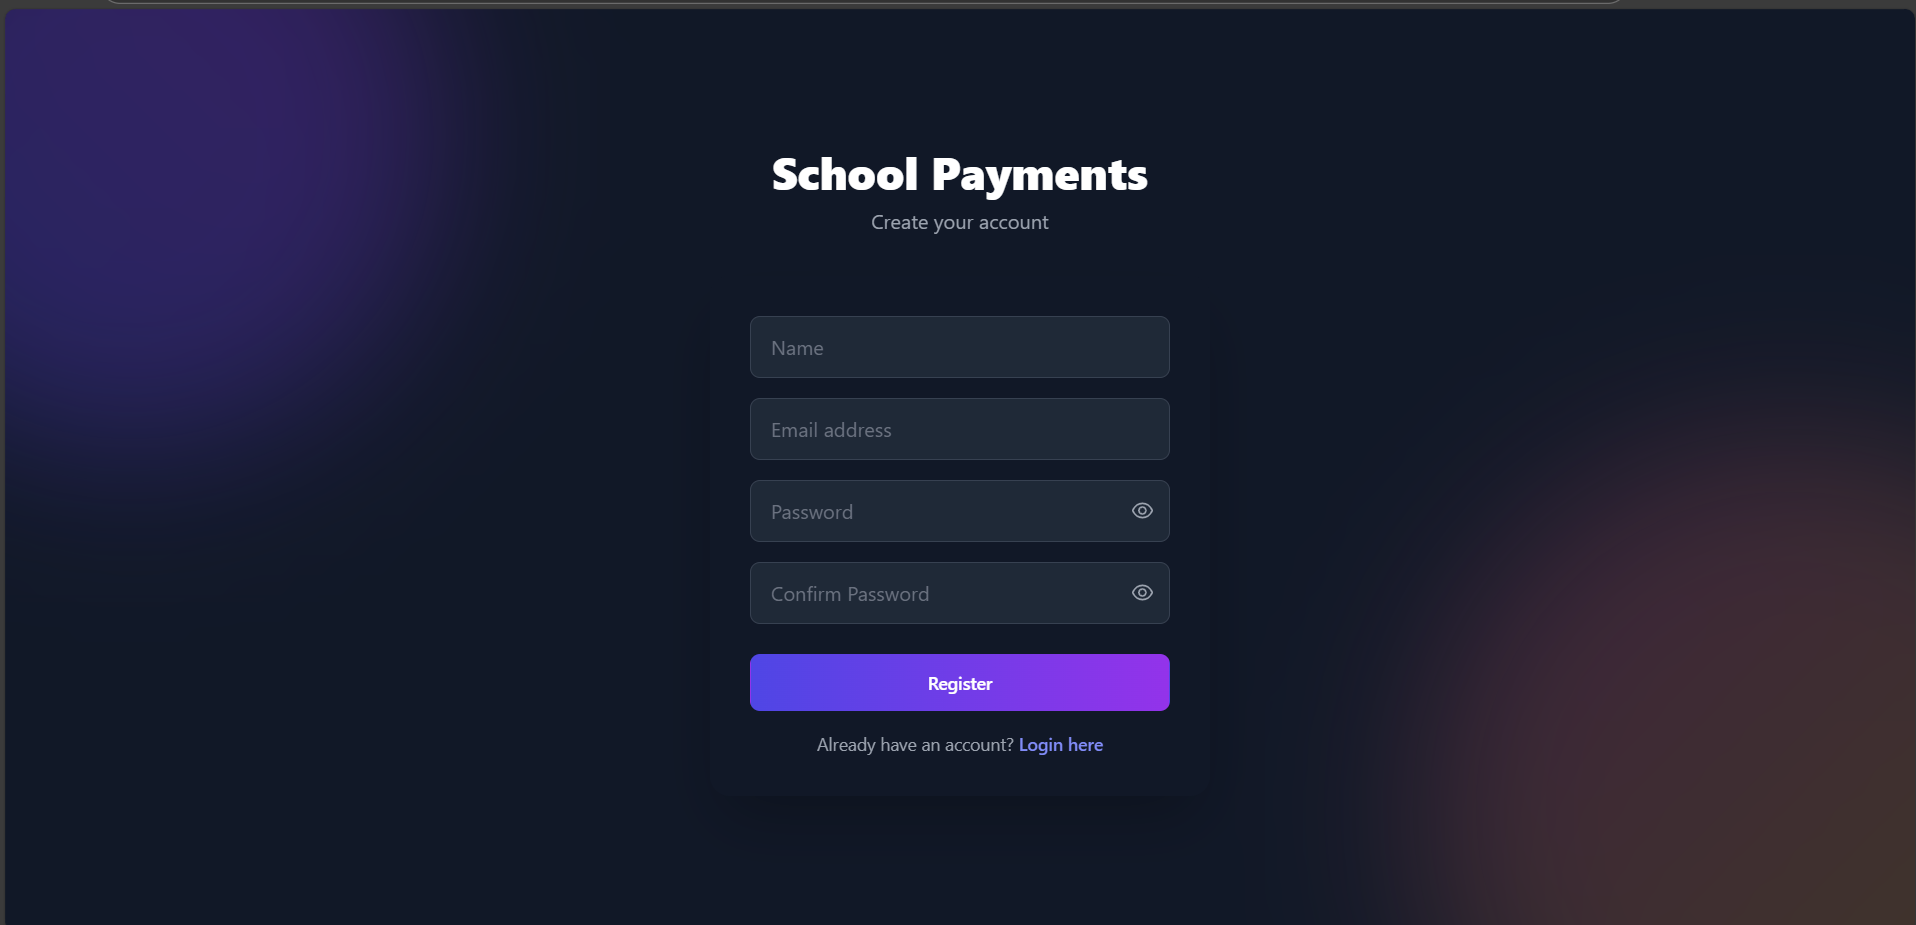 School Payments
Create your account
Name
Email address
Password
Confirm Password
Register
Already have an account? Login here